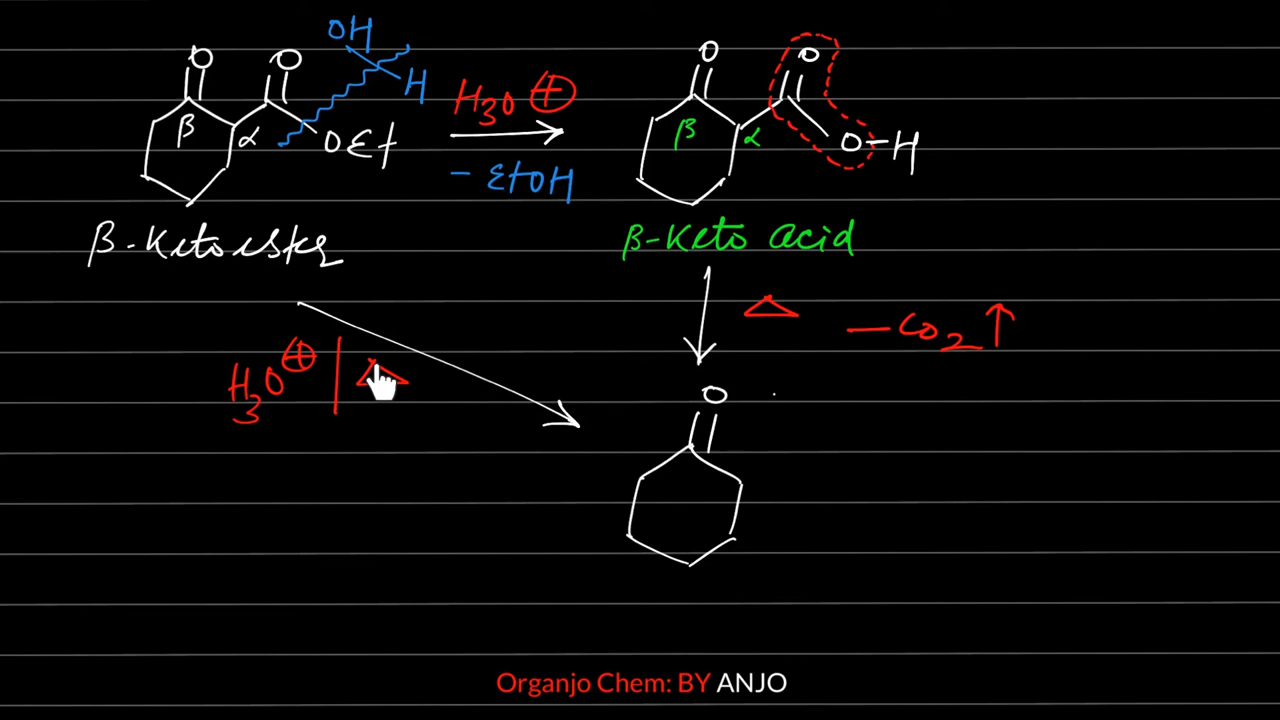 O O OH
H
β α OEt
H3O ⊕
- EtOH
O O
β α O-H
β-Keto ester
β-Keto acid
△ -CO2 ↑
H3O⊕ | △
O
Organjo Chem: BY ANJO